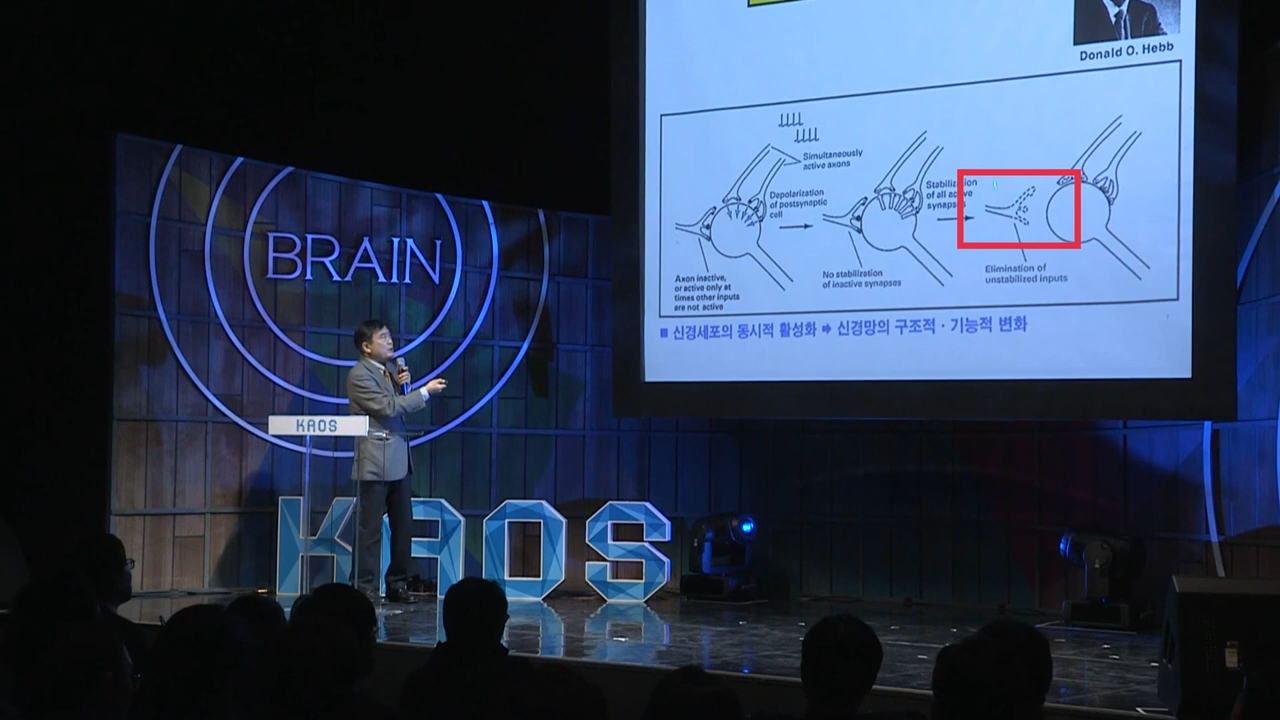 Donald O. Hebb
Simultaneously
active axons
Depolarization
of postsynaptic
cell
Stabilization
of all active
synapses
Axon inactive,
or active only at
times other inputs
are not active
No stabilization
of inactive synapses
Elimination of
unstabilized inputs
■ 신경세포의 동시적 활성화 ➡ 신경망의 구조적 · 기능적 변화
BRAIN
KAOS
KAOS